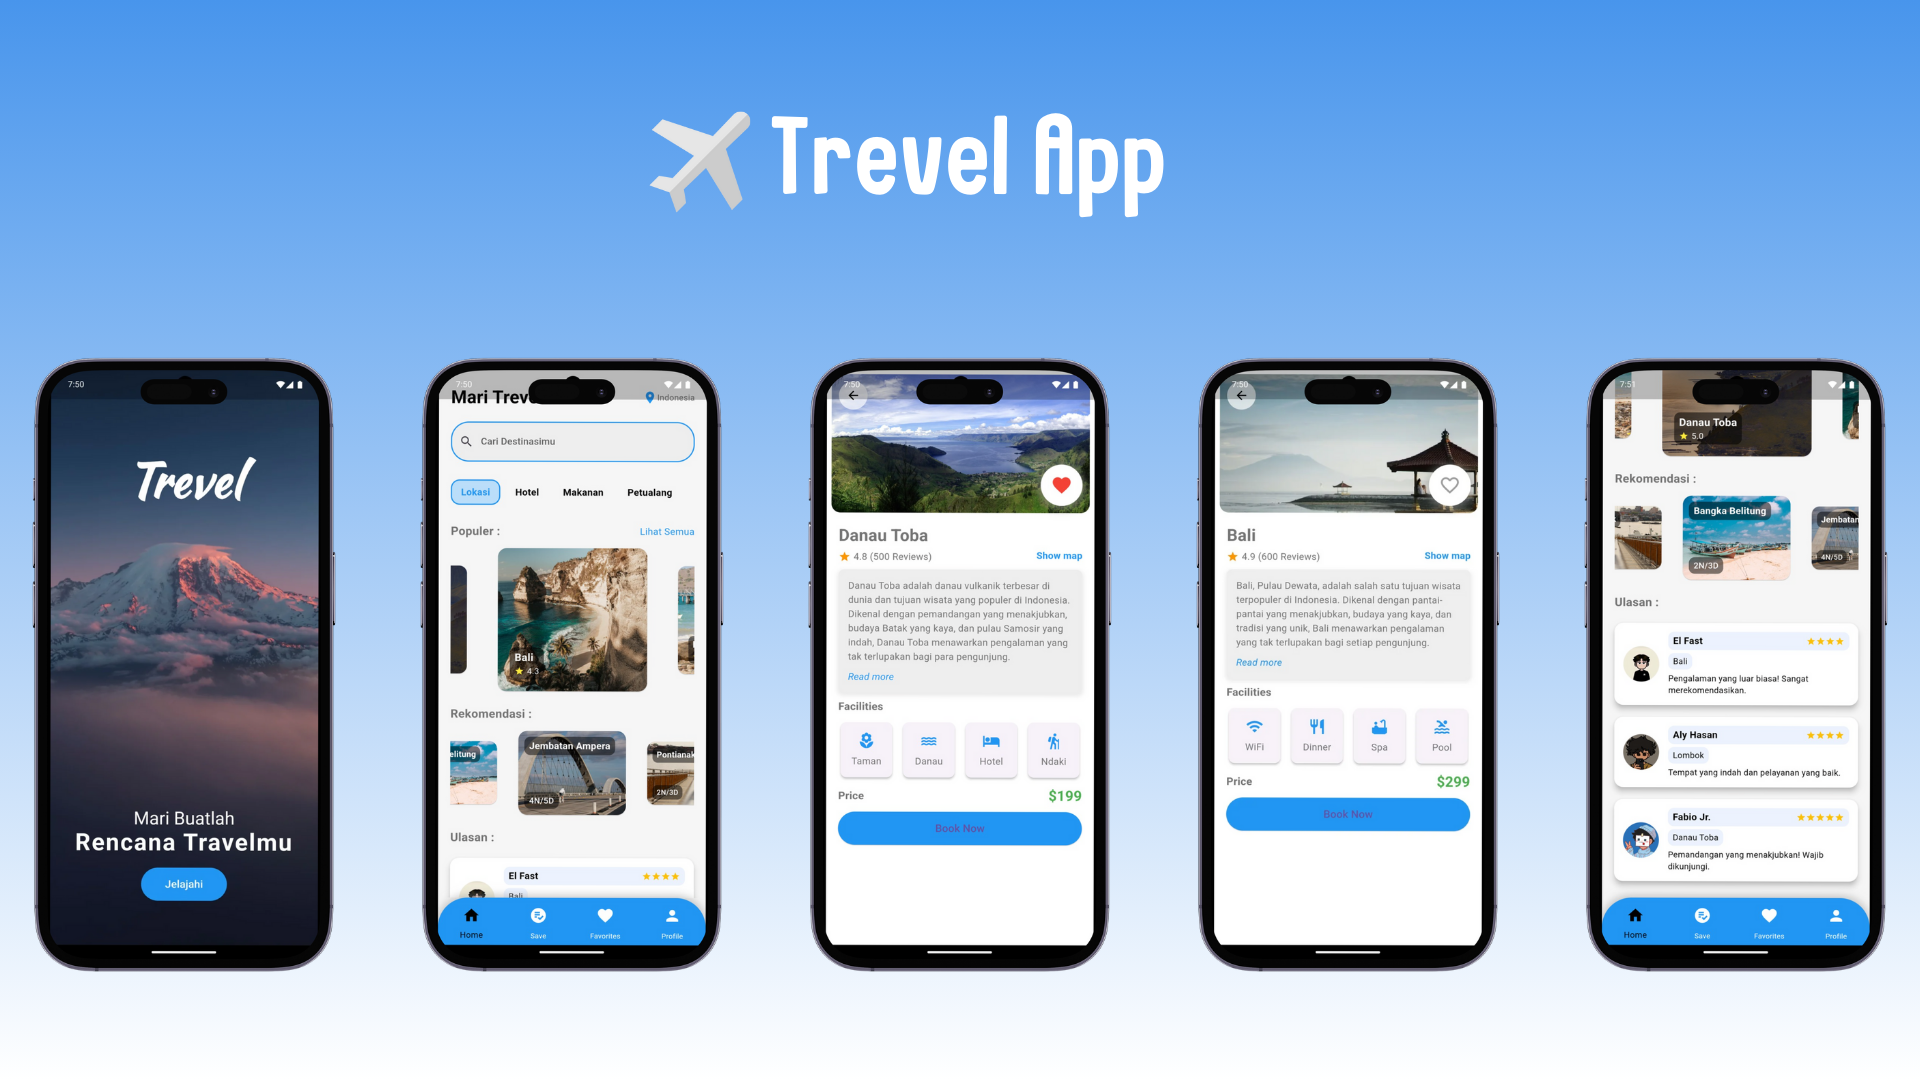 Trevel App
7:50
Trevel
Mari Buatlah
Rencana Travelmu
Jelajahi
7:50
Mari Trev
Indonesia
Cari Destinasimu
Lokasi Hotel Makanan Petualang
Populer : Lihat Semua
Bali
4.3
Rekomendasi :
elitung Jembatan Ampera Pontianak
4N/5D 2N/3D
Ulasan :
El Fast
Bali
Home Save Favorites Profile
7:50
Danau Toba
4.8 (500 Reviews) Show map
Danau Toba adalah danau vulkanik terbesar di
dunia dan tujuan wisata yang populer di Indonesia.
Dikenal dengan pemandangan yang menakjubkan,
budaya Batak yang kaya, dan pulau Samosir yang
indah, Danau Toba menawarkan pengalaman yang
tak terlupakan bagi para pengunjung.
Read more
Facilities
Taman Danau Hotel Ndaki
Price $199
Book Now
7:50
Bali
4.9 (600 Reviews) Show map
Bali, Pulau Dewata, adalah salah satu tujuan wisata
terpopuler di Indonesia. Dikenal dengan pantai-
pantai yang menakjubkan, budaya yang kaya, dan
tradisi yang unik, Bali menawarkan pengalaman
yang tak terlupakan bagi setiap pengunjung.
Read more
Facilities
WiFi Dinner Spa Pool
Price $299
Book Now
7:51
Danau Toba
5.0
Rekomendasi :
Bangka Belitung Jembatan
2N/3D 4N/5D
Ulasan :
El Fast
Bali
Pengalaman yang luar biasa! Sangat
merekomendasikan.
Aly Hasan
Lombok
Tempat yang indah dan pelayanan yang baik.
Fabio Jr.
Danau Toba
Pemandangan yang menakjubkan! Wajib
dikunjungi.
Home Save Favorites Profile